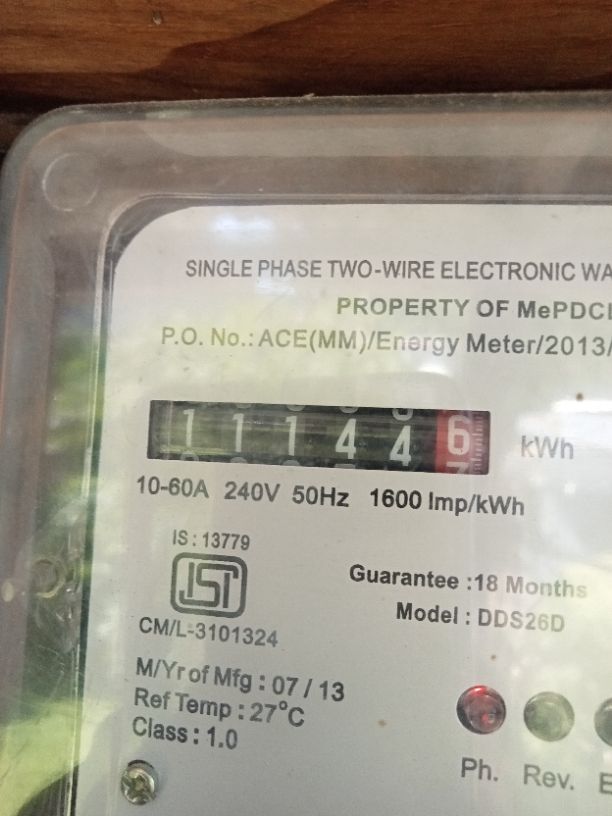 SINGLE PHASE TWO-WIRE ELECTRONIC WA
PROPERTY OF MePDCL
P.O. No.: ACE(MM)/Energy Meter/2013/
1 1 1 4 4 6 kWh
10-60A 240V 50Hz 1600 Imp/kWh
IS : 13779
ISI
CM/L-3101324
Guarantee :18 Months
Model : DDS26D
M/Yr of Mfg : 07 / 13
Ref Temp : 27°C
Class : 1.0
Ph. Rev. E